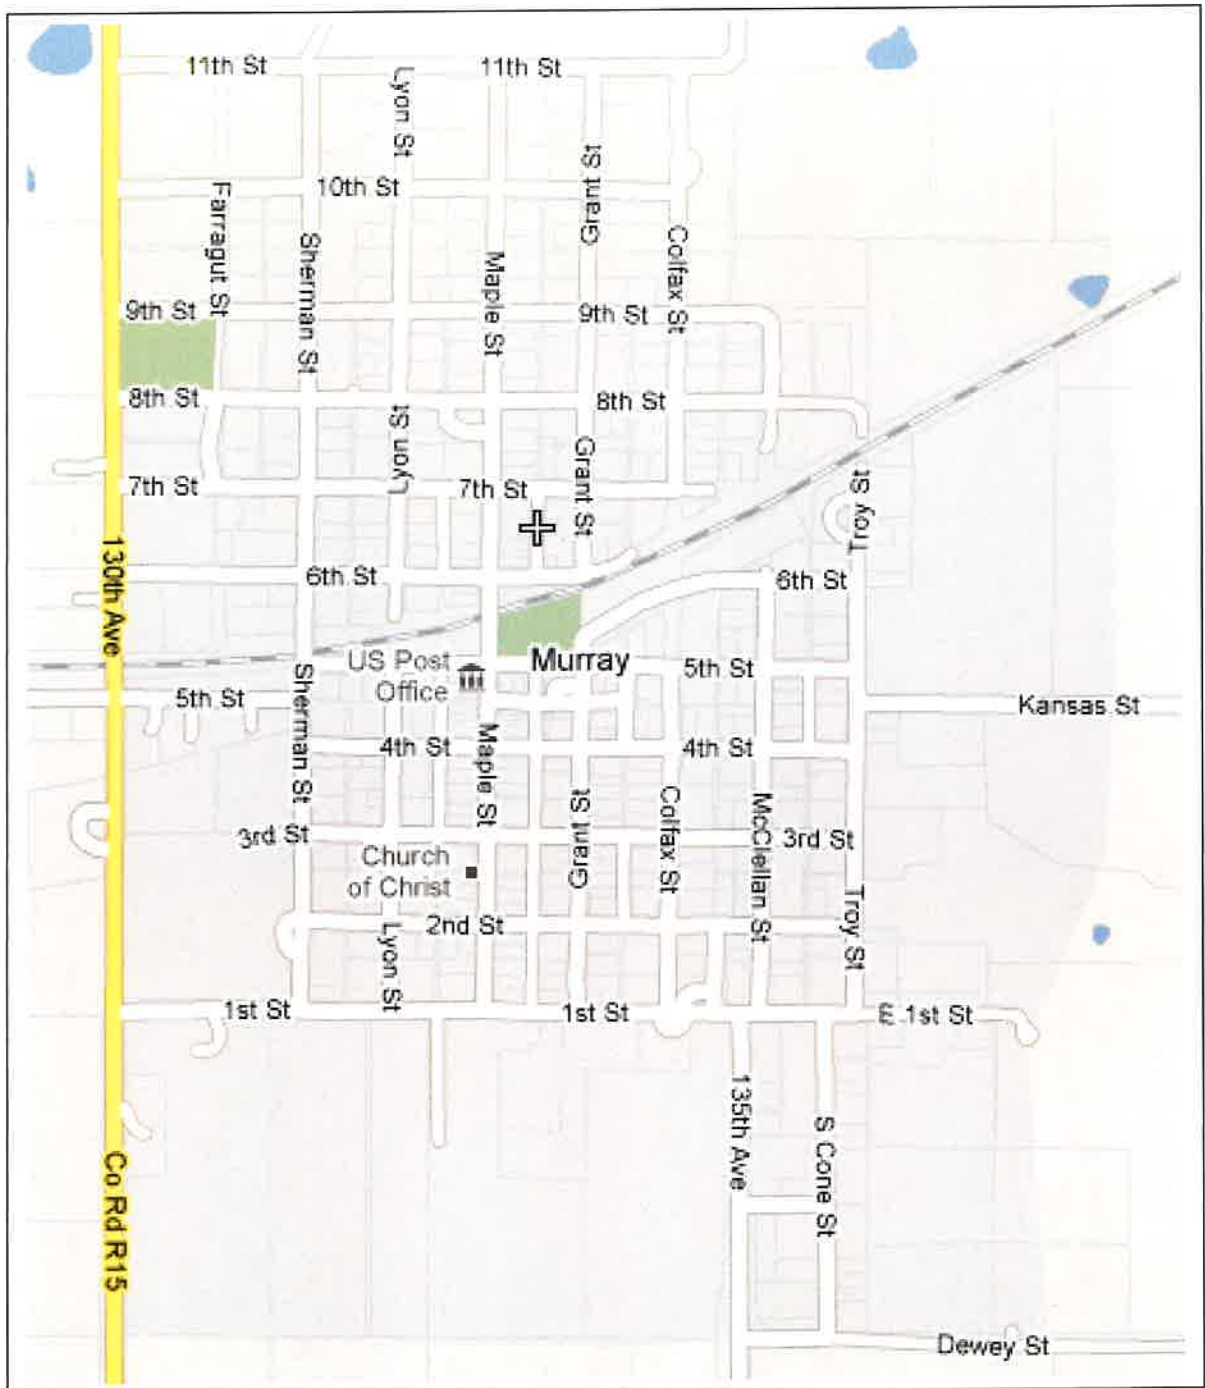 11th St
11th St
Lyon St
Grant St
10th St
Farragut St
Sherman St
Maple St
Colfax St
9th St
9th St
8th St
8th St
Lyon St
Grant St
7th St
7th St
Troy St
130th Ave
6th St
6th St
US Post
Office
Murray
5th St
5th St
Kansas St
Sherman St
4th St
Maple St
4th St
3rd St
Grant St
Colfax St
McClellan St
3rd St
Church
of Christ
2nd St
Lyon St
Troy St
1st St
1st St
E 1st St
135th Ave
S Cone St
Co Rd R15
Dewey St